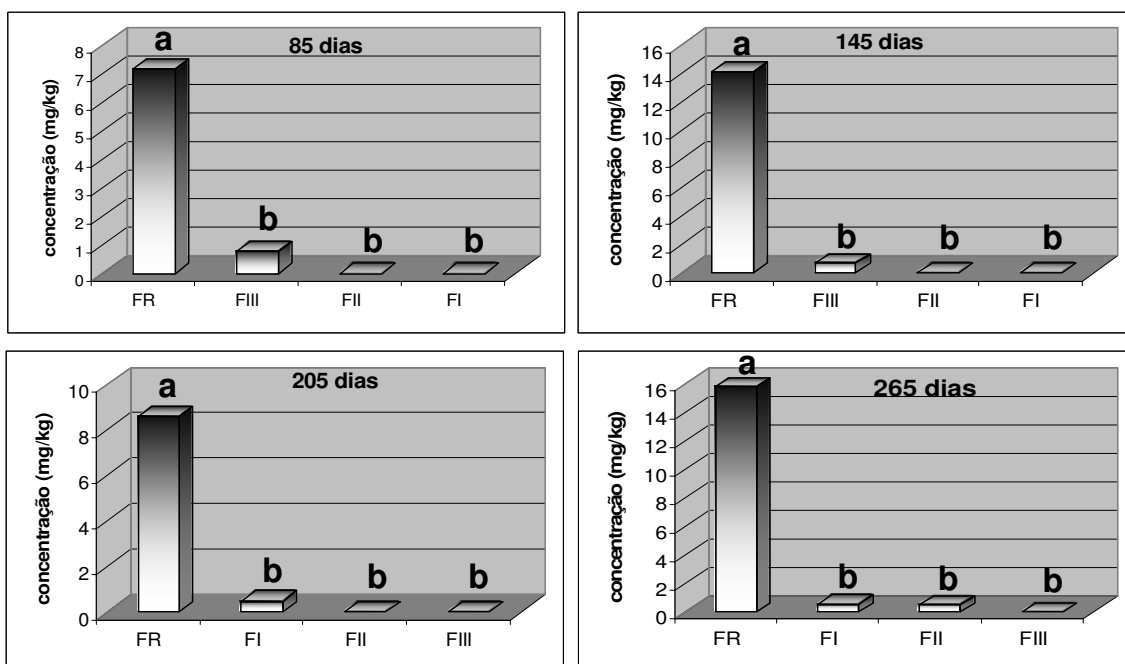 85 dias
concentração (mg/kg)
8
7
6
5
4
3
2
1
0
a
b
b
b
FR FIII FII FI
145 dias
concentração (mg/kg)
16
14
12
10
8
6
4
2
0
a
b
b
b
FR FIII FII FI
205 dias
concentração (mg/kg)
10
8
6
4
2
0
a
b
b
b
FR FI FII FIII
265 dias
concentração (mg/kg)
16
14
12
10
8
6
4
2
0
a
b
b
b
FR FI FII FIII